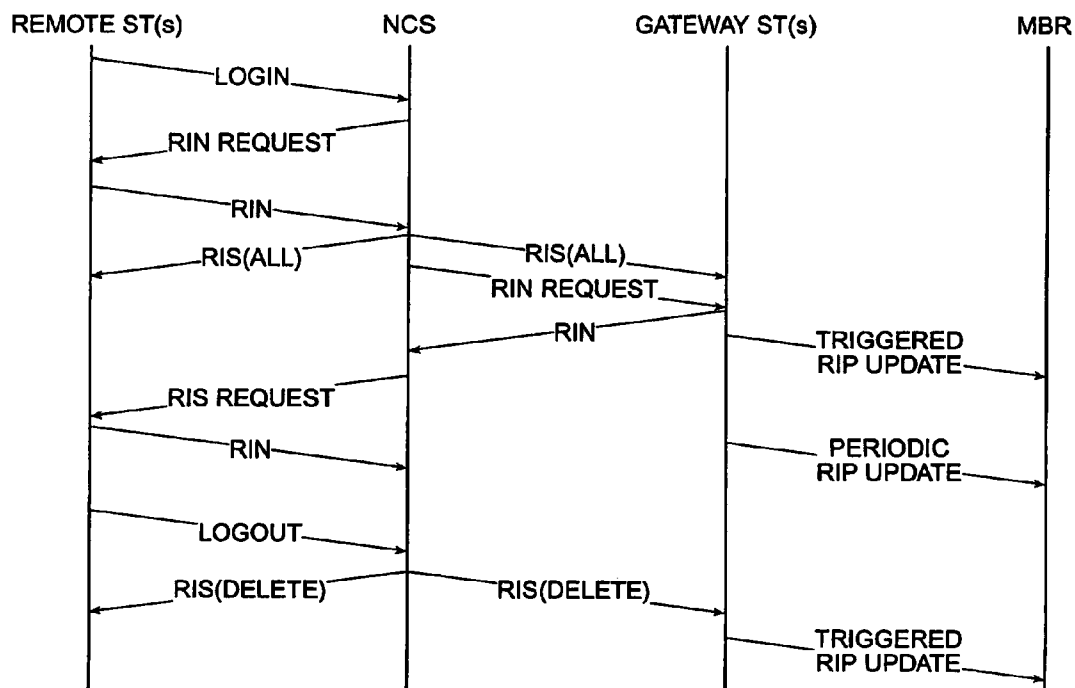 REMOTE ST(s)
NCS
GATEWAY ST(s)
MBR
LOGIN
RIN REQUEST
RIN
RIS(ALL)
RIS(ALL)
RIN REQUEST
RIN
TRIGGERED
RIP UPDATE
RIS REQUEST
RIN
PERIODIC
RIP UPDATE
LOGOUT
RIS(DELETE)
RIS(DELETE)
TRIGGERED
RIP UPDATE